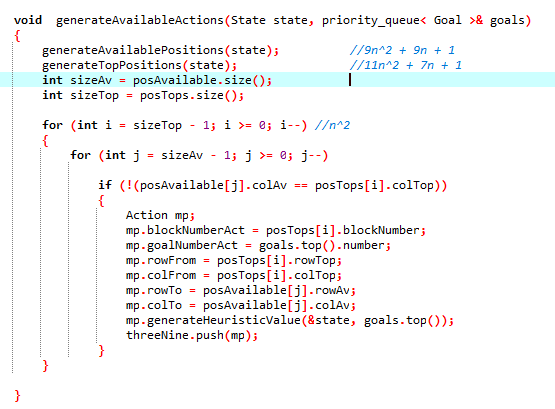 void  generateAvailableActions(State state, priority_queue< Goal >& goals)
{
    generateAvailablePositions(state);          //9n^2 + 9n + 1
    generateTopPositions(state);                //11n^2 + 7n + 1
    int sizeAv = posAvailable.size();
    int sizeTop = posTops.size();

    for (int i = sizeTop - 1; i >= 0; i--) //n^2
    {
        for (int j = sizeAv - 1; j >= 0; j--)

            if (!(posAvailable[j].colAv == posTops[i].colTop))
            {
                Action mp;
                mp.blockNumberAct = posTops[i].blockNumber;
                mp.goalNumberAct = goals.top().number;
                mp.rowFrom = posTops[i].rowTop;
                mp.colFrom = posTops[i].colTop;
                mp.rowTo = posAvailable[j].rowAv;
                mp.colTo = posAvailable[j].colAv;
                mp.generateHeuristicValue(&state, goals.top());
                threeNine.push(mp);
            }
    }

}